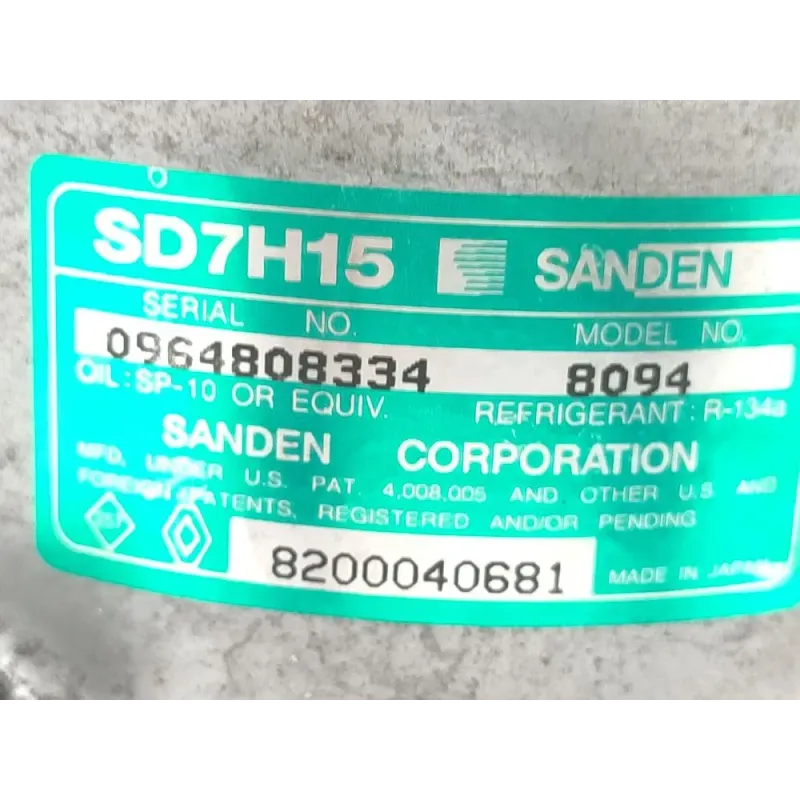 SD7H15 SANDEN
SERIAL NO. MODEL NO.
0964808334 8094
OIL: SP-10 OR EQUIV. REFRIGERANT: R-134a
SANDEN CORPORATION
MFD. UNDER U.S. PAT. 4,008,005 AND OTHER U.S. AND
FOREIGN PATENTS, REGISTERED AND/OR PENDING
8200040681 MADE IN JAPAN